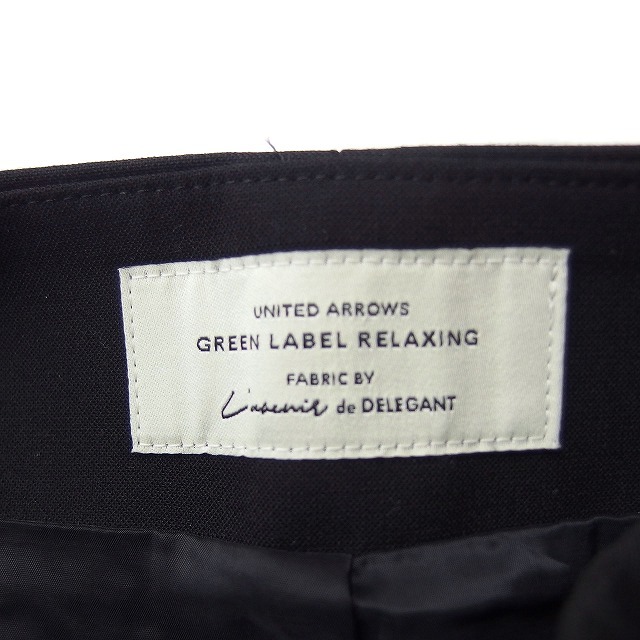 UNITED ARROWS
GREEN LABEL RELAXING
FABRIC BY
L'avenir de DELEGANT